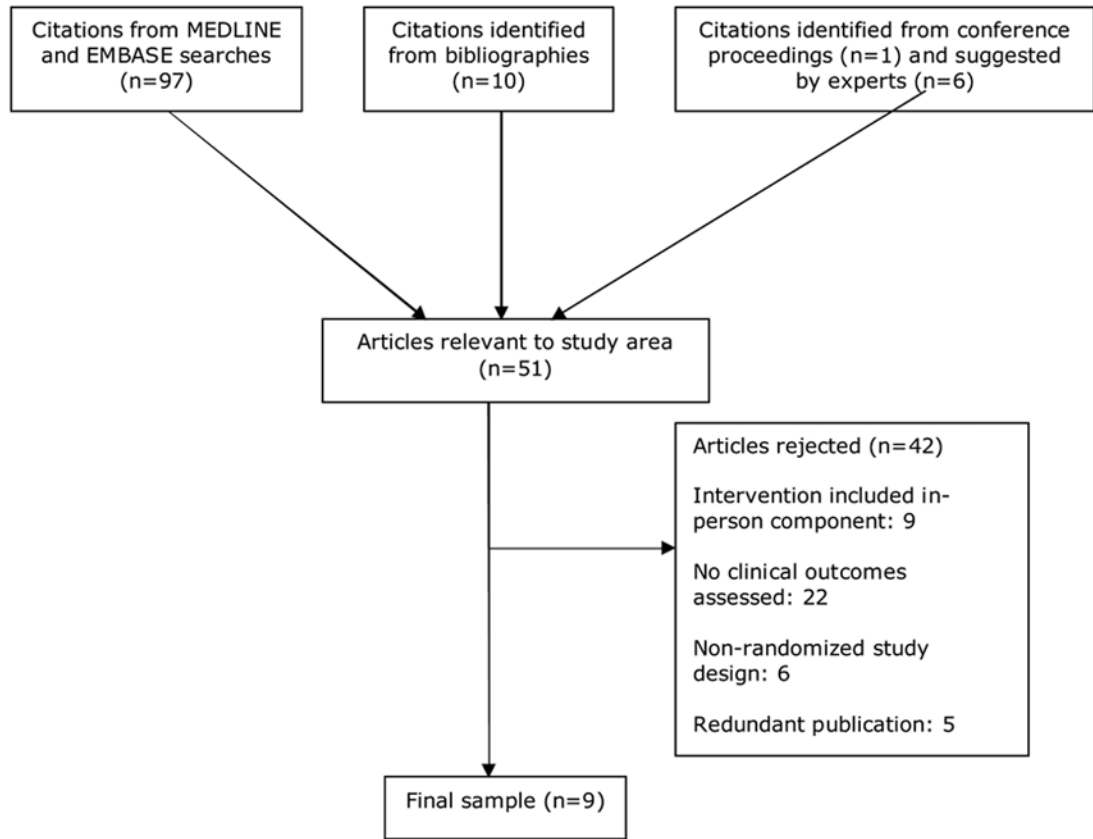 Citations from MEDLINE
and EMBASE searches
(n=97)
Citations identified
from bibliographies
(n=10)
Citations identified from conference
proceedings (n=1) and suggested
by experts (n=6)
Articles relevant to study area
(n=51)
Articles rejected (n=42)
Intervention included in-
person component: 9
No clinical outcomes
assessed: 22
Non-randomized study
design: 6
Redundant publication: 5
Final sample (n=9)